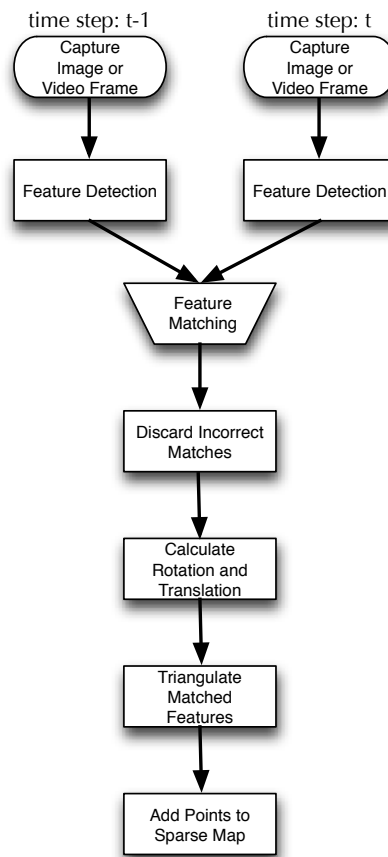 time step: t-1
time step: t
Capture
Image or
Video Frame
Capture
Image or
Video Frame
Feature Detection
Feature Detection
Feature
Matching
Discard Incorrect
Matches
Calculate
Rotation and
Translation
Triangulate
Matched
Features
Add Points to
Sparse Map